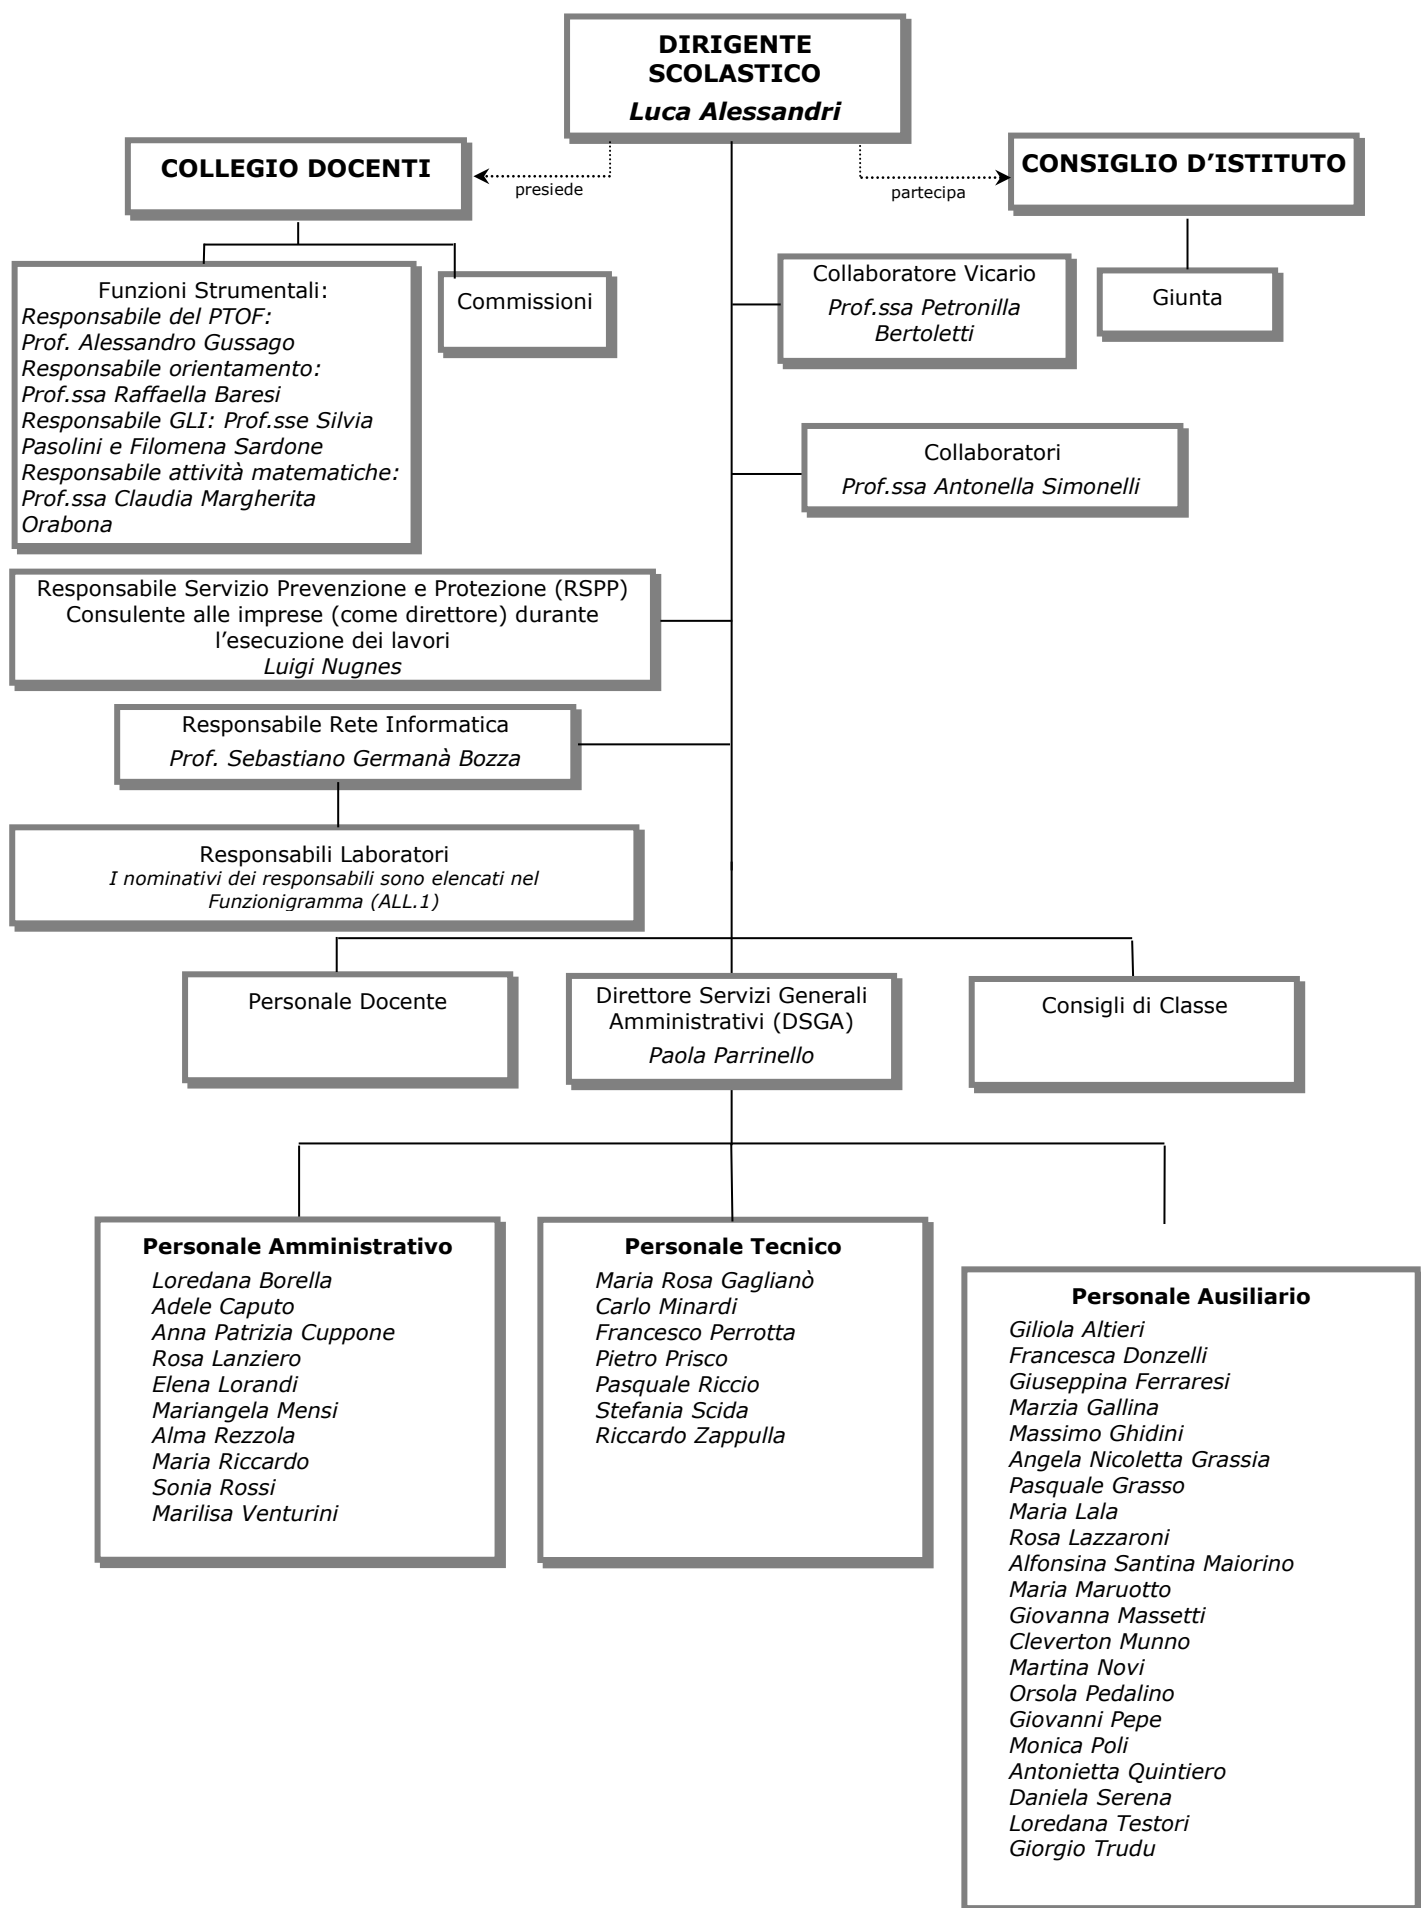 DIRIGENTE
SCOLASTICO
Luca Alessandri
COLLEGIO DOCENTI
presiede
partecipa
CONSIGLIO D’ISTITUTO
Funzioni Strumentali:
Responsabile del PTOF:
Prof. Alessandro Gussago
Responsabile orientamento:
Prof.ssa Raffaella Baresi
Responsabile GLI: Prof.sse Silvia
Pasolini e Filomena Sardone
Responsabile attività matematiche:
Prof.ssa Claudia Margherita
Orabona
Commissioni
Collaboratore Vicario
Prof.ssa Petronilla
Bertoletti
Giunta
Collaboratori
Prof.ssa Antonella Simonelli
Responsabile Servizio Prevenzione e Protezione (RSPP)
Consulente alle imprese (come direttore) durante
l’esecuzione dei lavori
Luigi Nugnes
Responsabile Rete Informatica
Prof. Sebastiano Germanà Bozza
Responsabili Laboratori
I nominativi dei responsabili sono elencati nel
Funzionigramma (ALL.1)
Personale Docente
Direttore Servizi Generali
Amministrativi (DSGA)
Paola Parrinello
Consigli di Classe
Personale Amministrativo
Loredana Borella
Adele Caputo
Anna Patrizia Cuppone
Rosa Lanziero
Elena Lorandi
Mariangela Mensi
Alma Rezzola
Maria Riccardo
Sonia Rossi
Marilisa Venturini
Personale Tecnico
Maria Rosa Gaglianò
Carlo Minardi
Francesco Perrotta
Pietro Prisco
Pasquale Riccio
Stefania Scida
Riccardo Zappulla
Personale Ausiliario
Giliola Altieri
Francesca Donzelli
Giuseppina Ferraresi
Marzia Gallina
Massimo Ghidini
Angela Nicoletta Grassia
Pasquale Grasso
Maria Lala
Rosa Lazzaroni
Alfonsina Santina Maiorino
Maria Maruotto
Giovanna Massetti
Cleverton Munno
Martina Novi
Orsola Pedalino
Giovanni Pepe
Monica Poli
Antonietta Quintiero
Daniela Serena
Loredana Testori
Giorgio Trudu